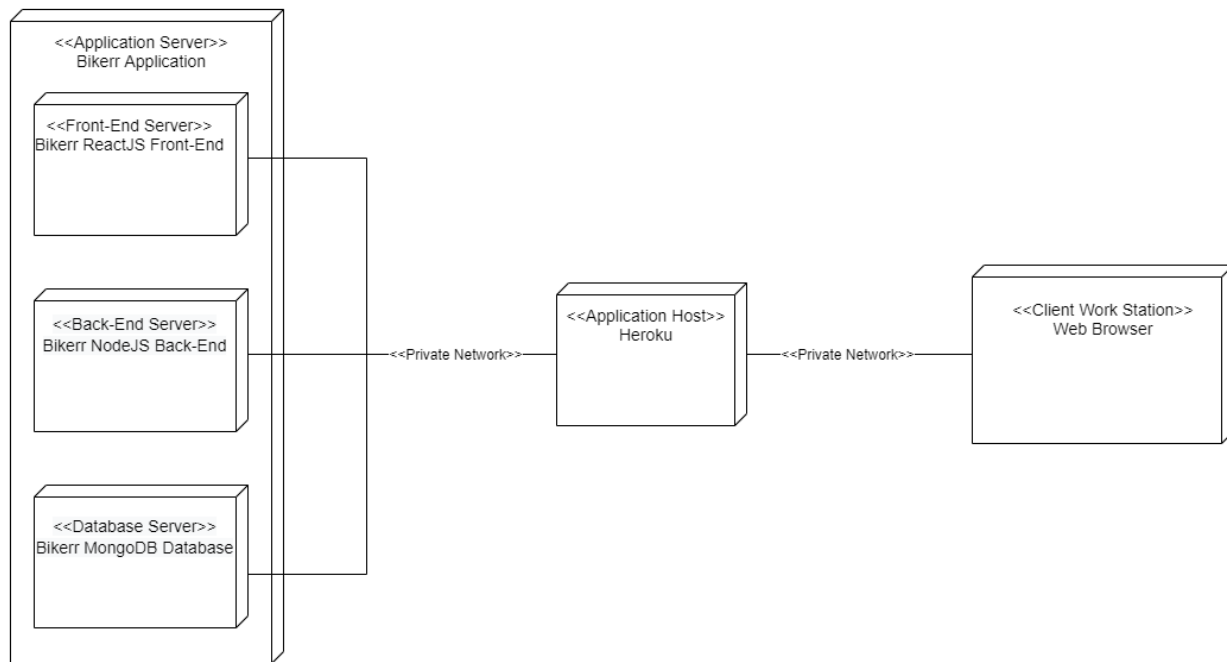 <<Application Server>>
Bikerr Application
<<Front-End Server>>
Bikerr ReactJS Front-End
<<Back-End Server>>
Bikerr NodeJS Back-End
<<Database Server>>
Bikerr MongoDB Database
<<Private Network>>
<<Application Host>>
Heroku
<<Private Network>>
<<Client Work Station>>
Web Browser